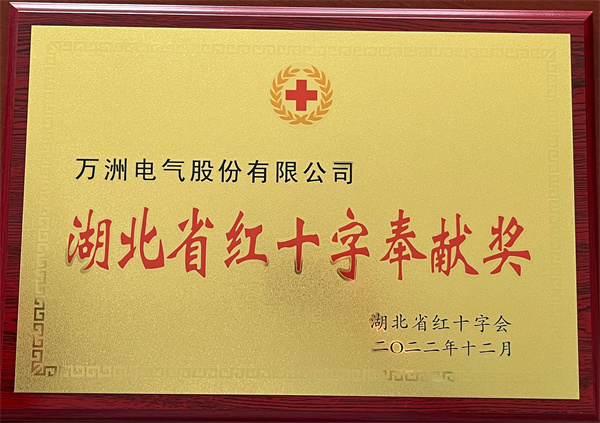 万洲电气股份有限公司
湖北省红十字奉献奖
湖北省红十字会
二〇二二年十二月